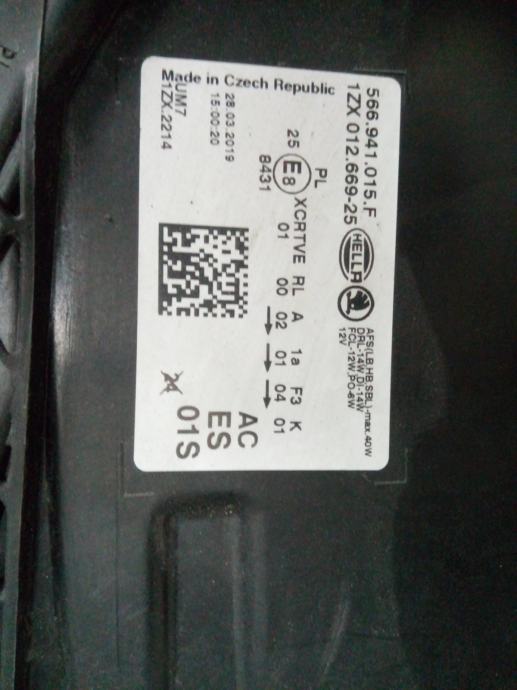 566.941.015.F
1ZX 012.669-25
HELLA
AFS(LB,HB,SBL)-max.40W
DRL-14W,DI-14W
FCL-12W,PO-6W
12V
PL
XCRTVE RL A 1a F3 K
01 00 02 01 04 01
25 E8
8431
Made in Czech Republic
28.03.2019
15:00:20
JUM7
1ZX.2214
AC
ES
01S